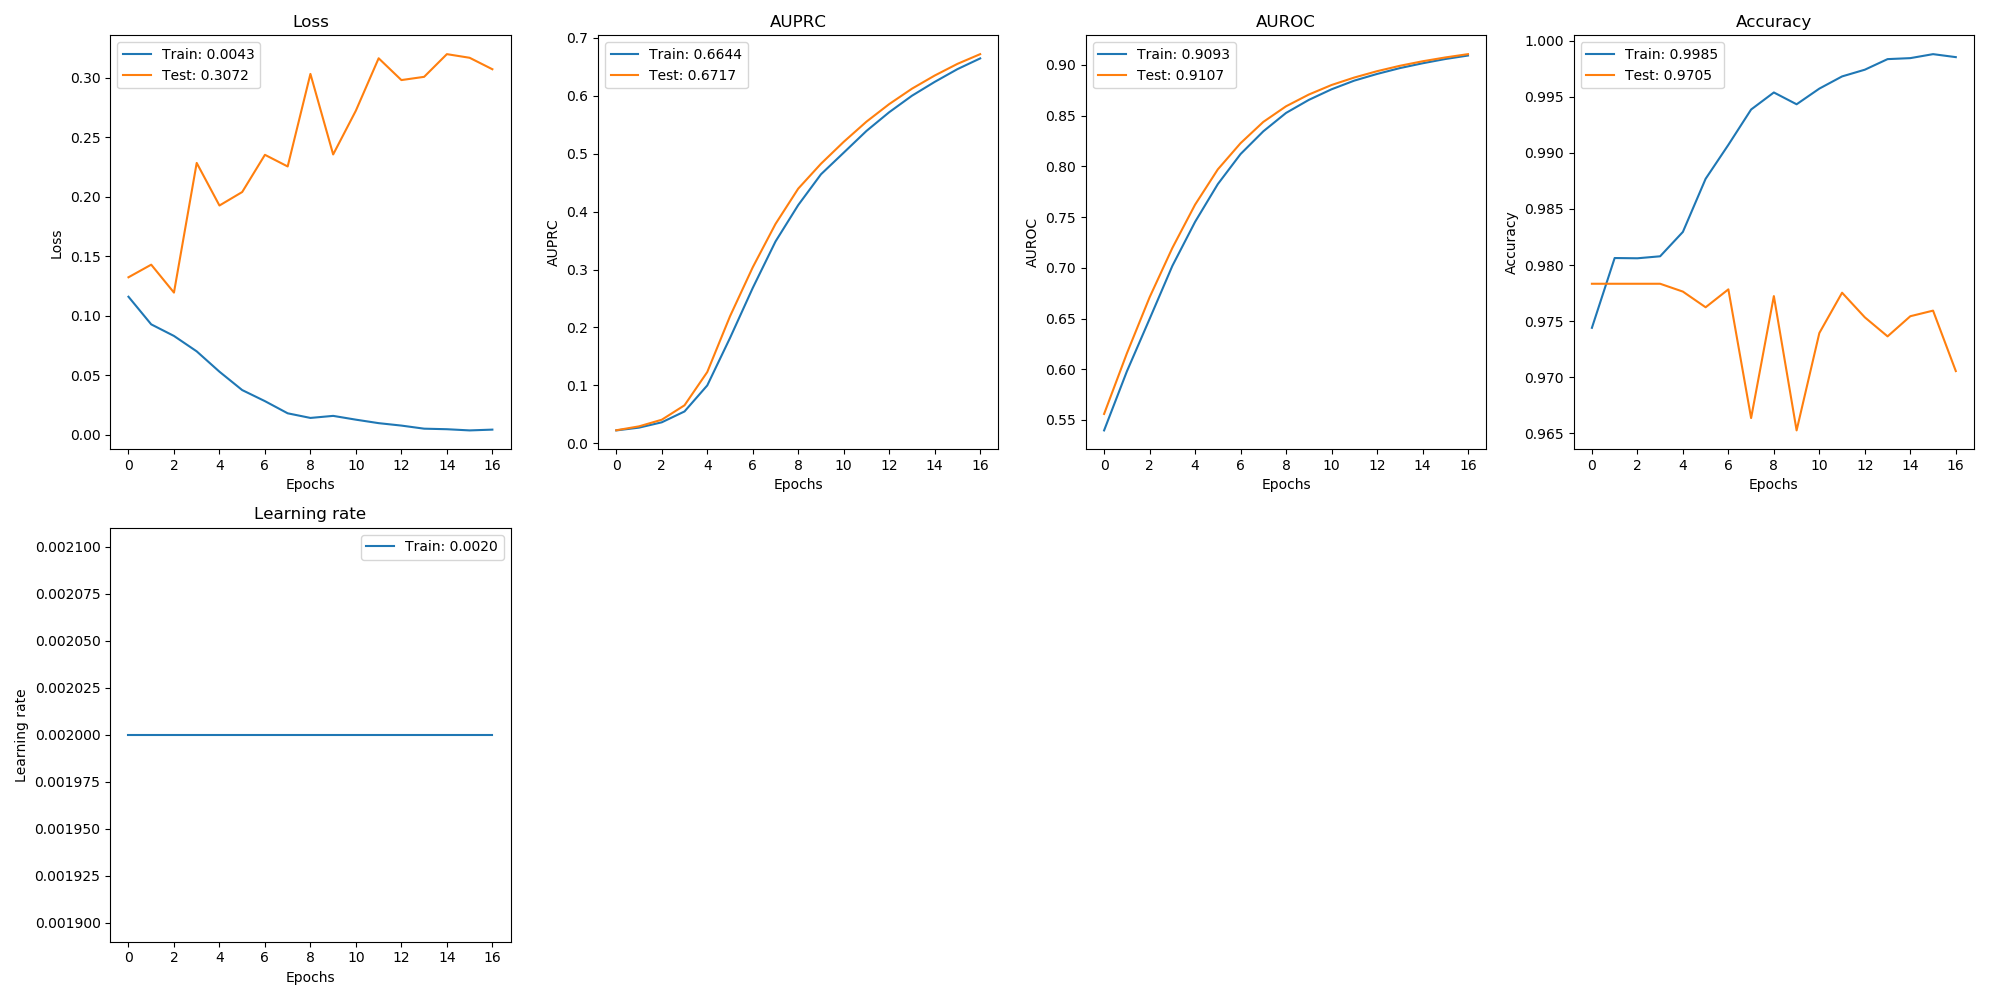 Loss
Train: 0.0043
Test: 0.3072
0.30
0.25
0.20
0.15
0.10
0.05
0.00
Loss
0 2 4 6 8 10 12 14 16
Epochs
AUPRC
Train: 0.6644
Test: 0.6717
0.7
0.6
0.5
0.4
0.3
0.2
0.1
0.0
AUPRC
0 2 4 6 8 10 12 14 16
Epochs
AUROC
Train: 0.9093
Test: 0.9107
0.90
0.85
0.80
0.75
0.70
0.65
0.60
0.55
AUROC
0 2 4 6 8 10 12 14 16
Epochs
Accuracy
Train: 0.9985
Test: 0.9705
1.000
0.995
0.990
0.985
0.980
0.975
0.970
0.965
Accuracy
0 2 4 6 8 10 12 14 16
Epochs
Learning rate
Train: 0.0020
0.002100
0.002075
0.002050
0.002025
0.002000
0.001975
0.001950
0.001925
0.001900
Learning rate
0 2 4 6 8 10 12 14 16
Epochs